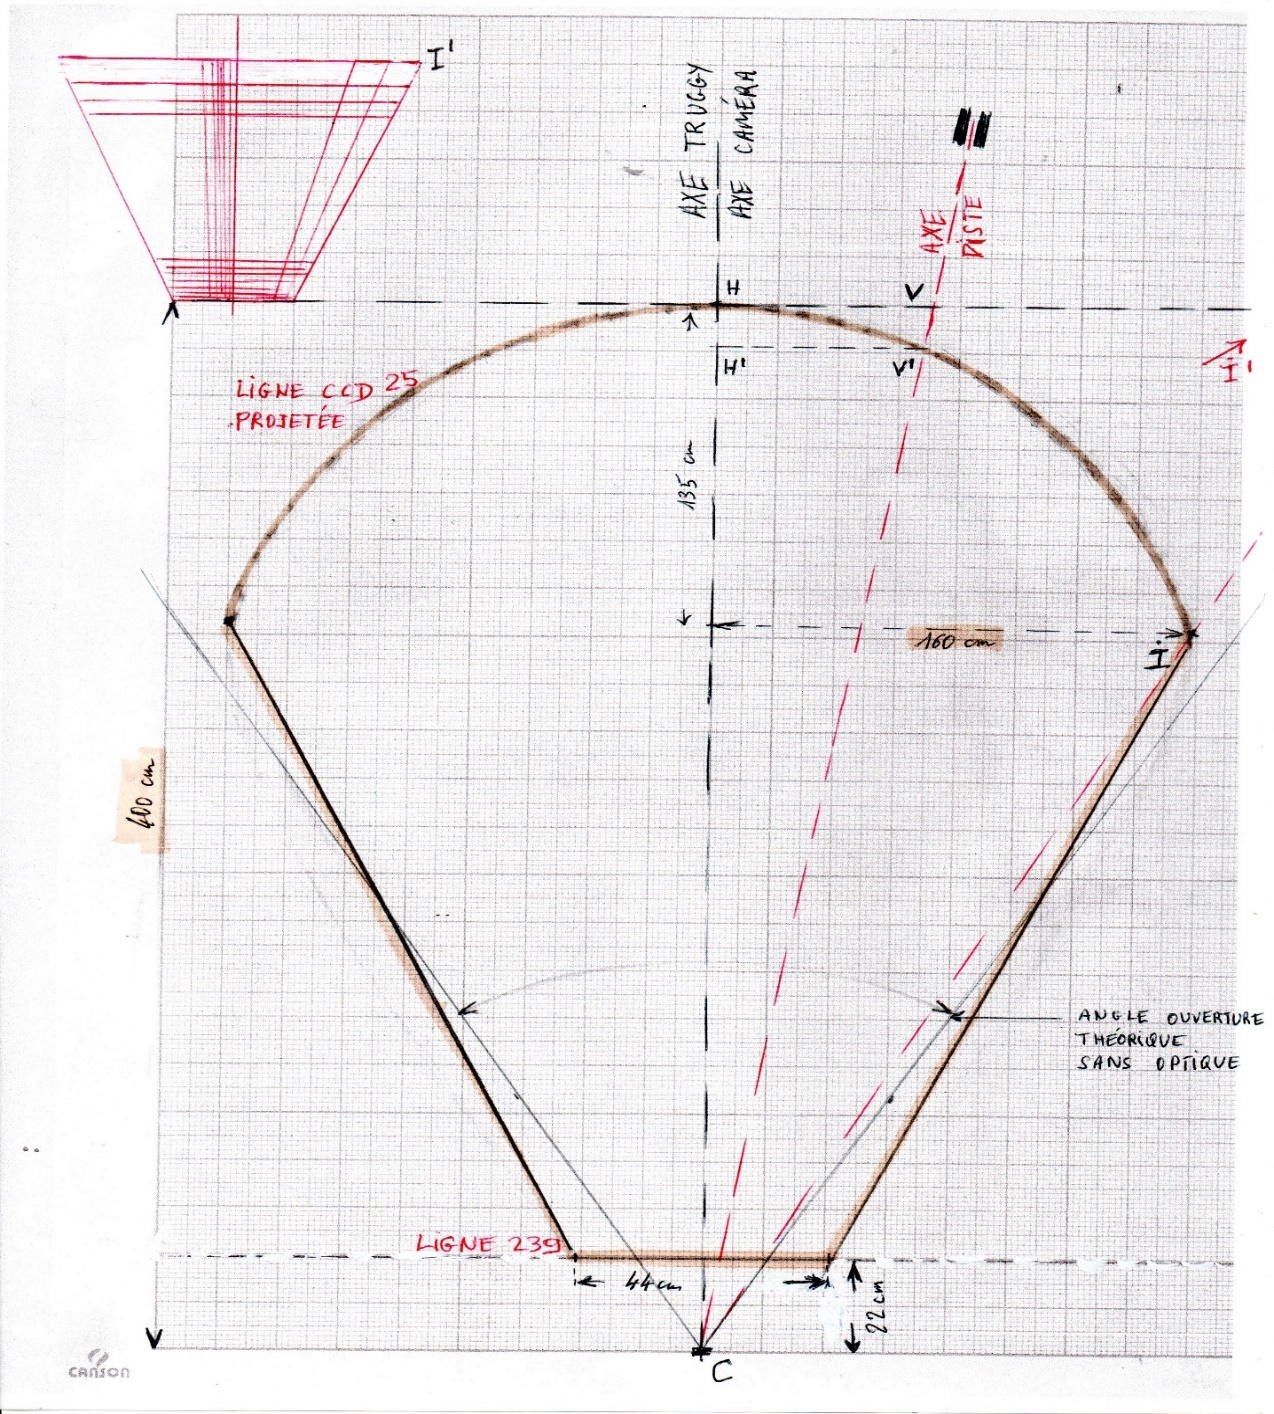 I'
AXE TRUGGY
AXE CAMÉRA
AXE
PISTE
H
V
H'
V'
I'
LIGNE CCD 25
PROJETÉE
135 cm
160 cm
I
400 cm
ANGLE OUVERTURE
THÉORIQUE
SANS OPTIQUE
LIGNE 239
44 cm
22 cm
C
CANSON